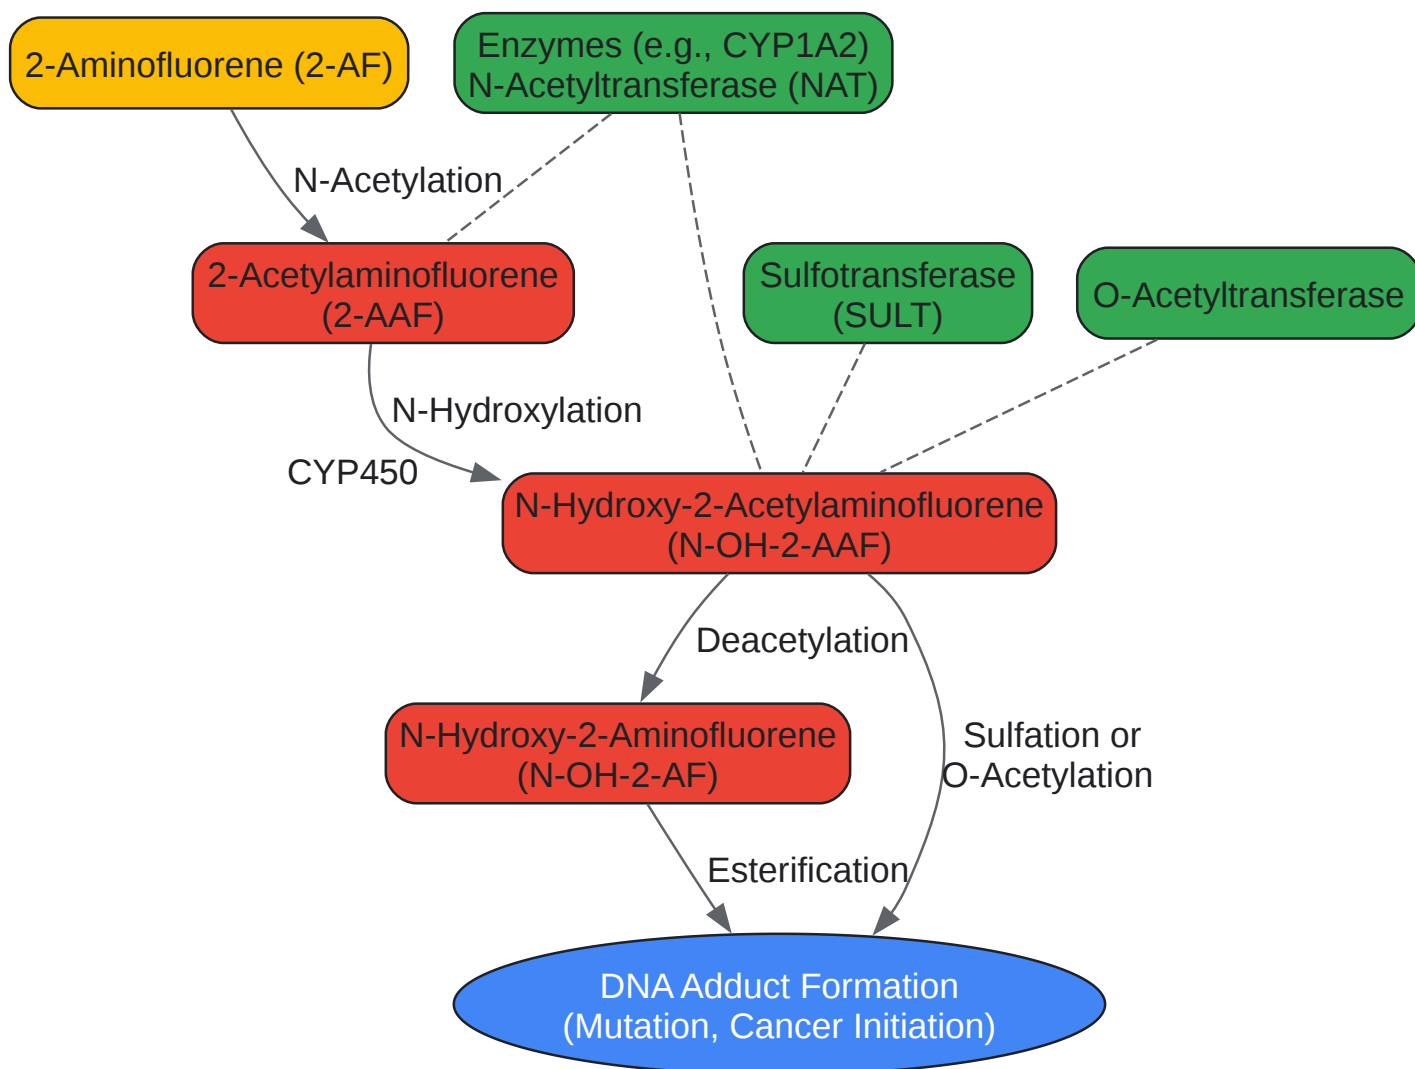 2-Aminofluorene (2-AF)
Enzymes (e.g., CYP1A2)
N-Acetyltransferase (NAT)
N-Acetylation
2-Acetylaminofluorene
(2-AAF)
Sulfotransferase
(SULT)
O-Acetyltransferase
N-Hydroxylation
CYP450
N-Hydroxy-2-Acetylaminofluorene
(N-OH-2-AAF)
Deacetylation
N-Hydroxy-2-Aminofluorene
(N-OH-2-AF)
Sulfation or
O-Acetylation
Esterification
DNA Adduct Formation
(Mutation, Cancer Initiation)